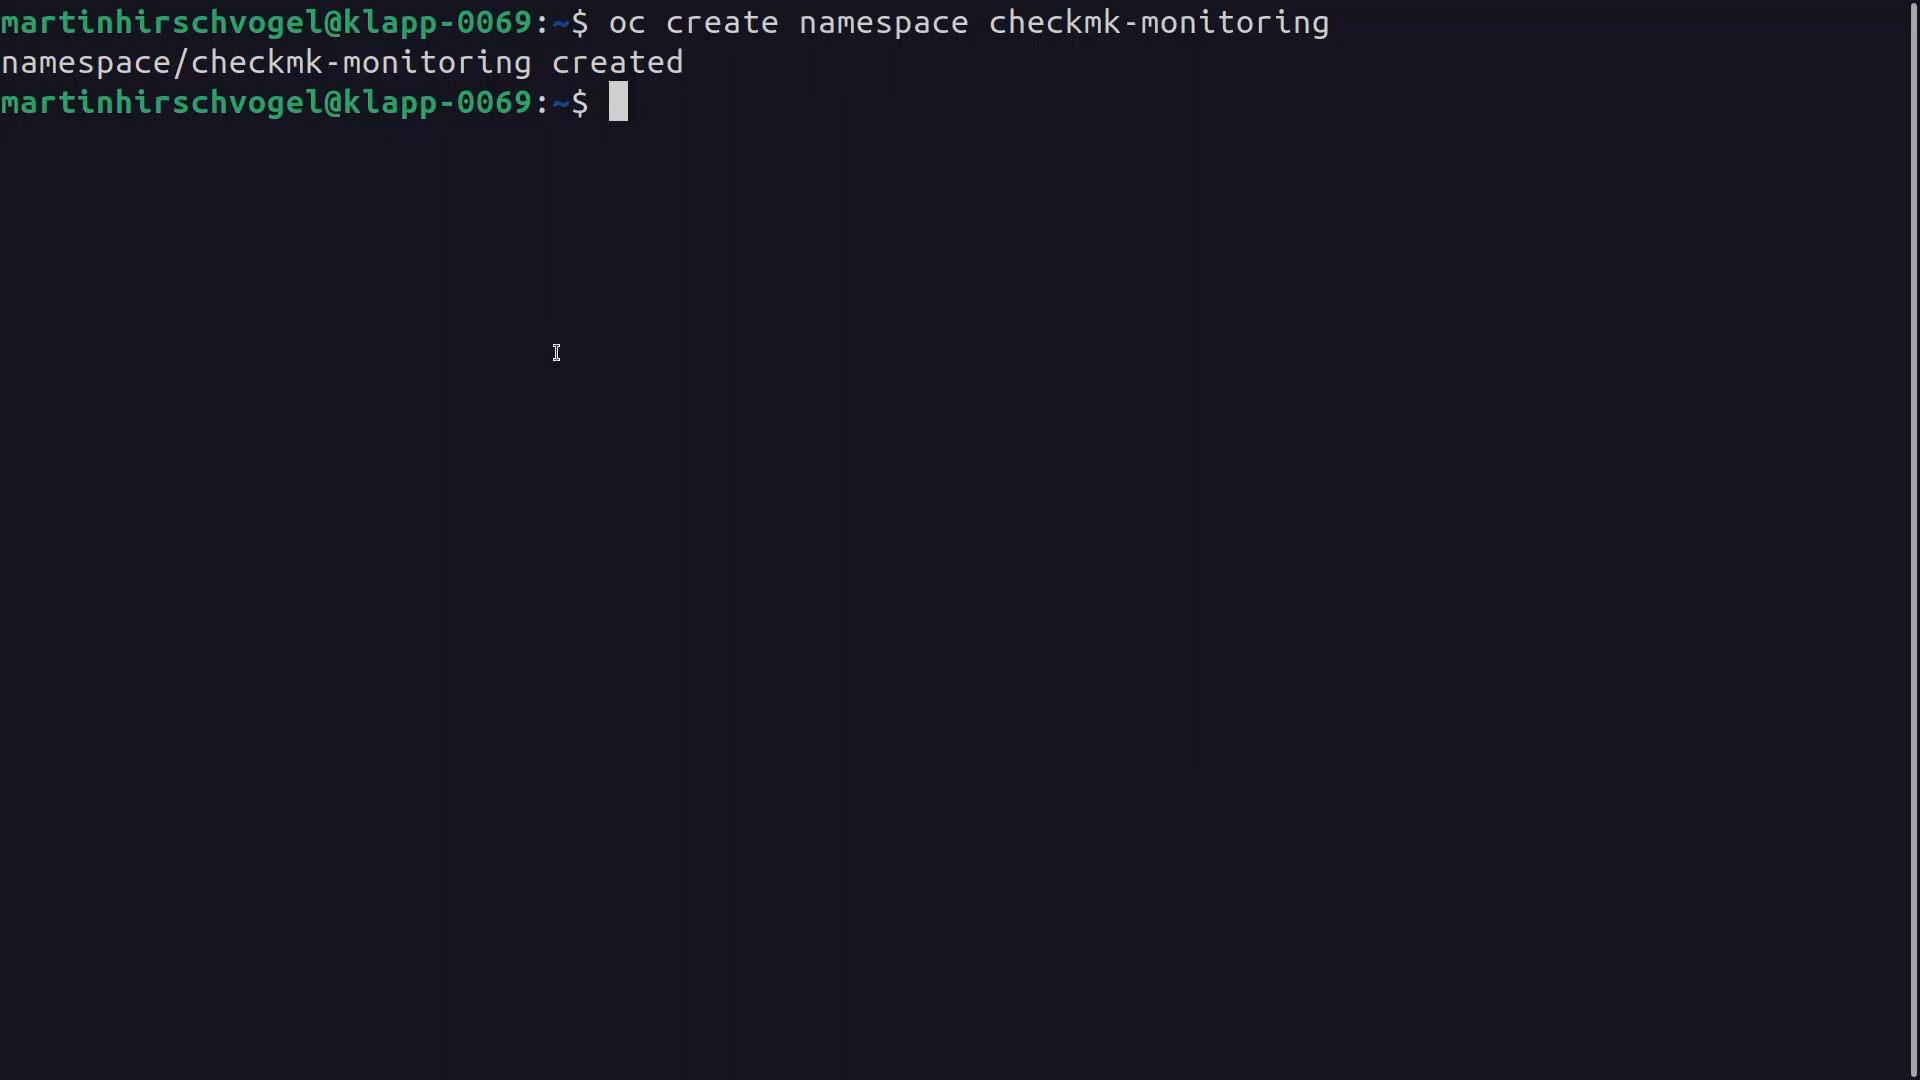 martinhirschvogel@klapp-0069:~$ oc create namespace checkmk-monitoring
namespace/checkmk-monitoring created
martinhirschvogel@klapp-0069:~$